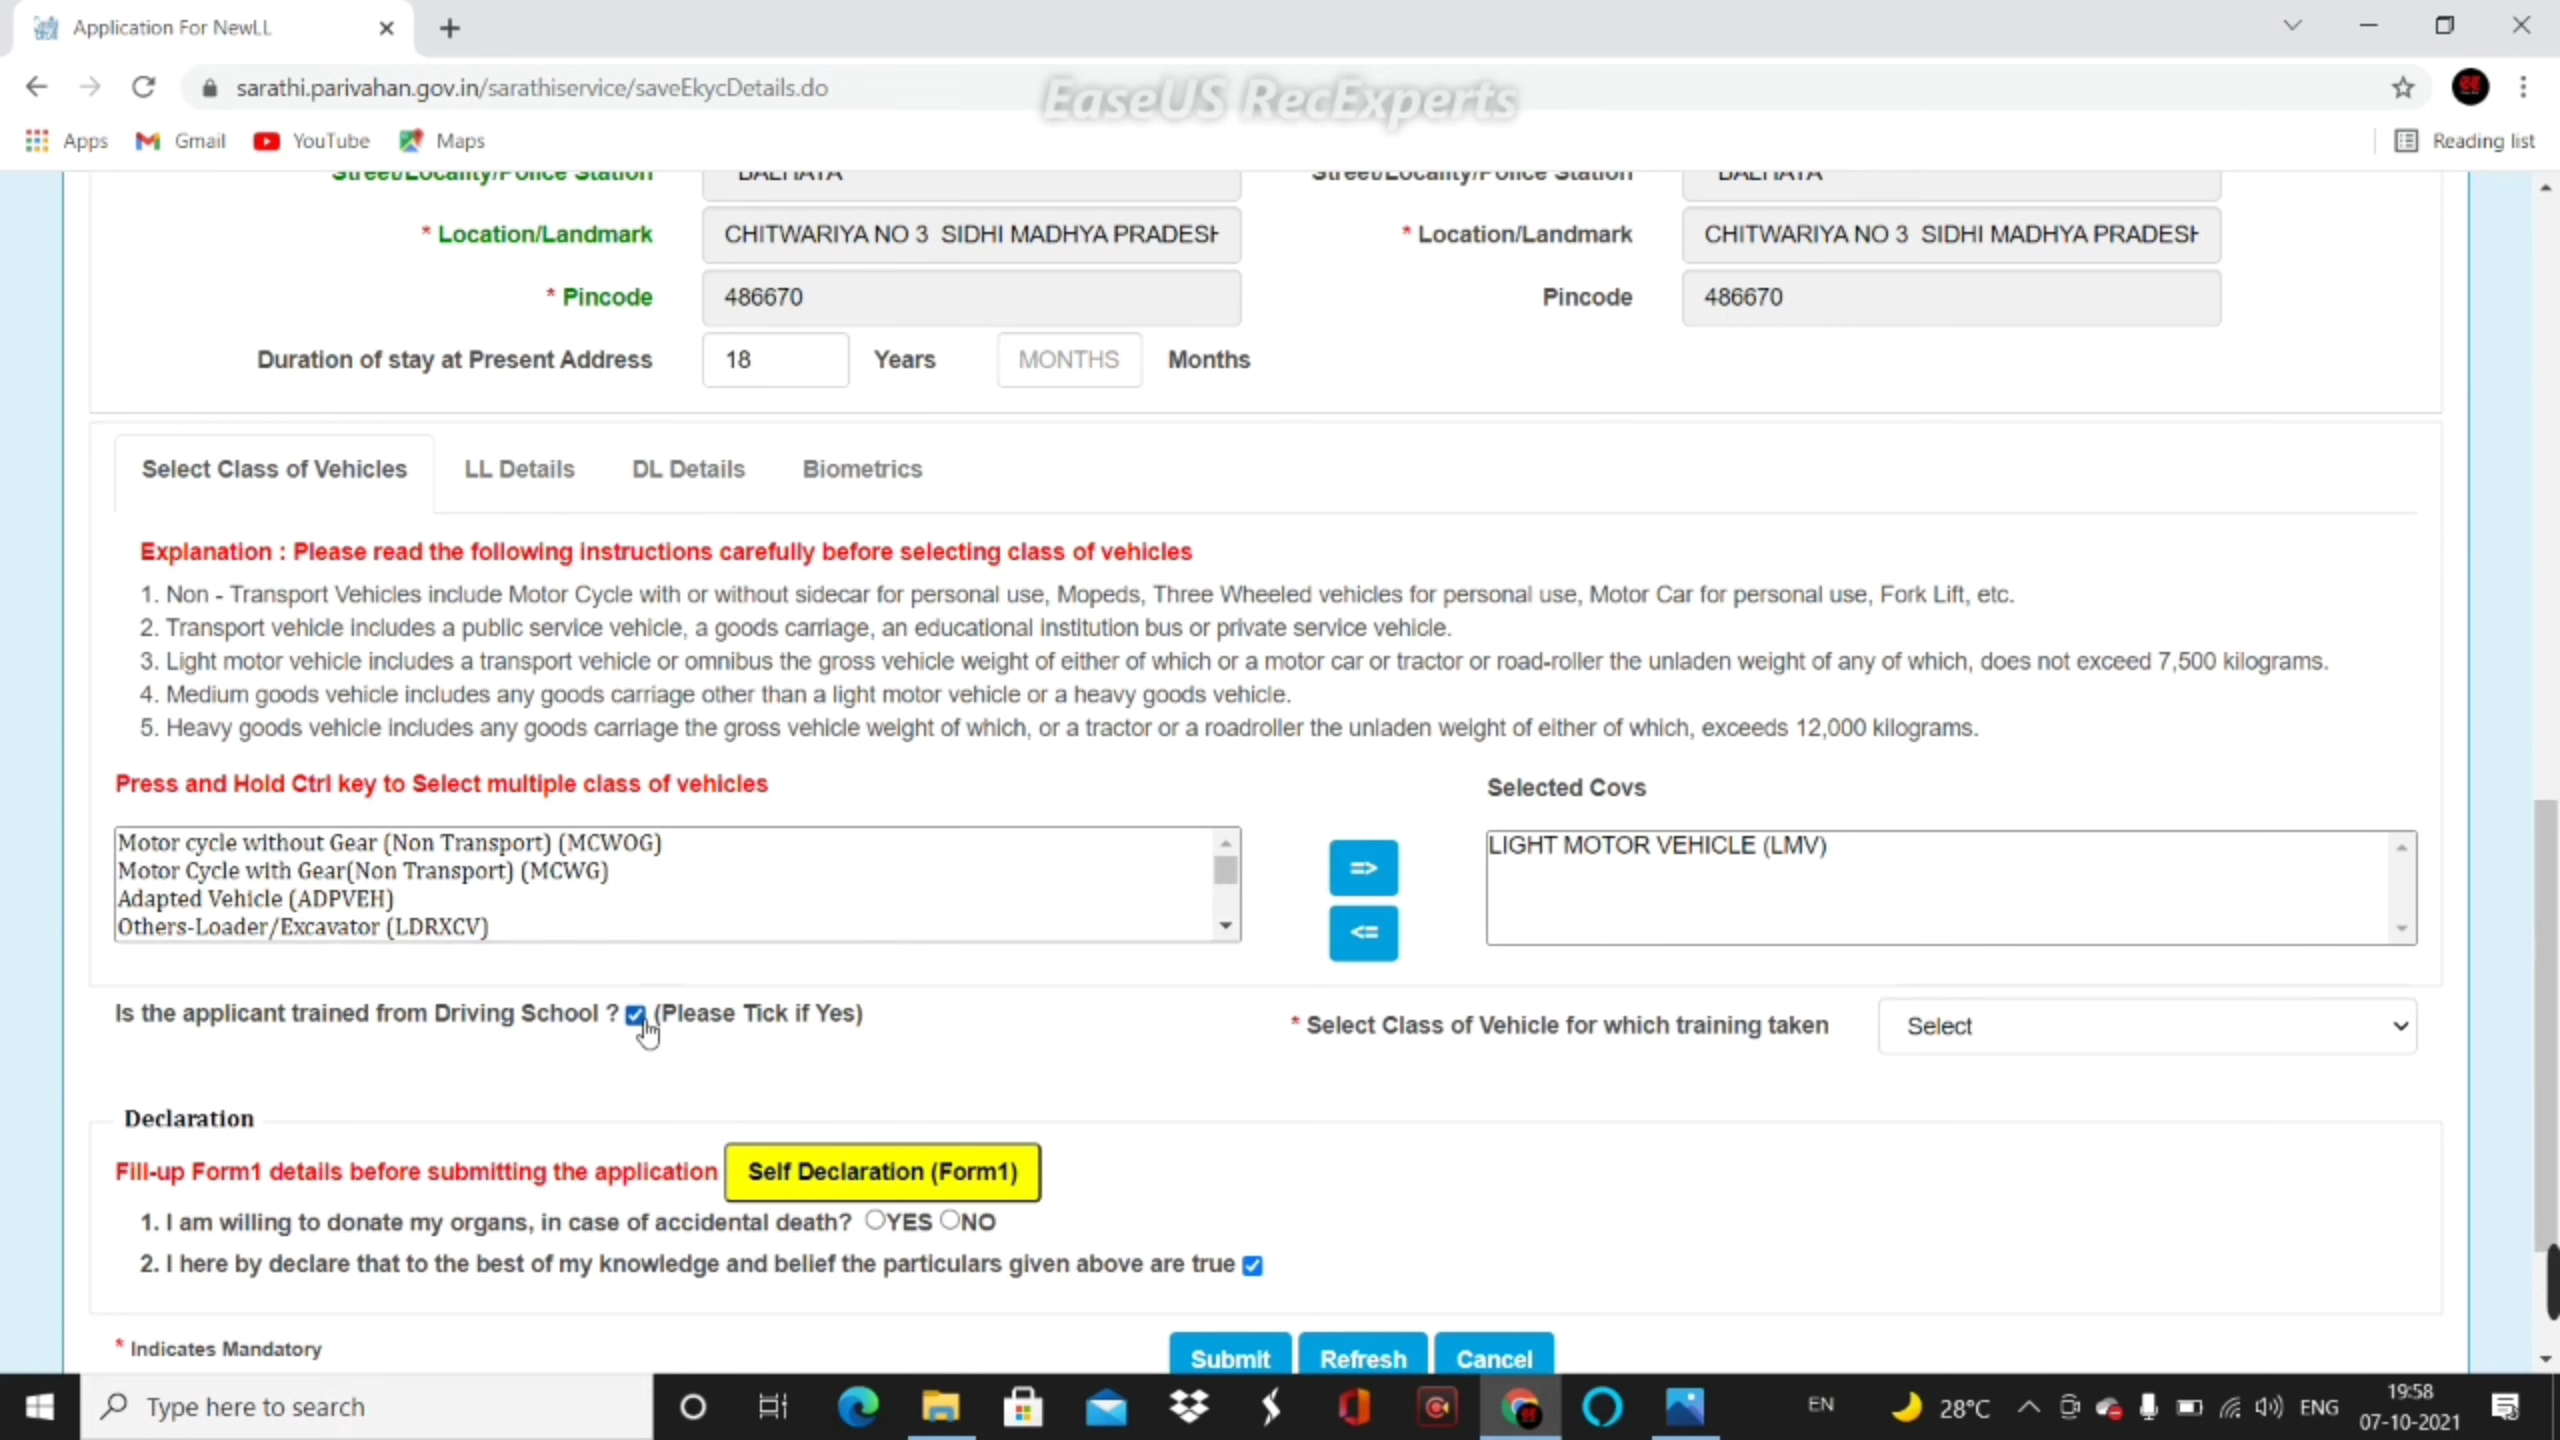 Application For NewLL
sarathi.parivahan.gov.in/sarathiservice/saveEkycDetails.do
EaseUS RecExperts
Apps Gmail YouTube Maps Reading list
Street/Locality/Police Station Street/Locality/Police Station
* Location/Landmark CHITWARIYA NO 3 SIDHI MADHYA PRADESH * Location/Landmark CHITWARIYA NO 3 SIDHI MADHYA PRADESH
* Pincode 486670 Pincode 486670
Duration of stay at Present Address 18 Years MONTHS Months
Select Class of Vehicles LL Details DL Details Biometrics
Explanation : Please read the following instructions carefully before selecting class of vehicles
1. Non - Transport Vehicles include Motor Cycle with or without sidecar for personal use, Mopeds, Three Wheeled vehicles for personal use, Motor Car for personal use, Fork Lift, etc.
2. Transport vehicle includes a public service vehicle, a goods carriage, an educational institution bus or private service vehicle.
3. Light motor vehicle includes a transport vehicle or omnibus the gross vehicle weight of either of which or a motor car or tractor or road-roller the unladen weight of any of which, does not exceed 7,500 kilograms.
4. Medium goods vehicle includes any goods carriage other than a light motor vehicle or a heavy goods vehicle.
5. Heavy goods vehicle includes any goods carriage the gross vehicle weight of which, or a tractor or a roadroller the unladen weight of either of which, exceeds 12,000 kilograms.
Press and Hold Ctrl key to Select multiple class of vehicles Selected Covs
Motor cycle without Gear (Non Transport) (MCWOG)
Motor Cycle with Gear(Non Transport) (MCWG)
Adapted Vehicle (ADPVEH)
Others-Loader/Excavator (LDRXCV)
=>
<=
LIGHT MOTOR VEHICLE (LMV)
Is the applicant trained from Driving School ? (Please Tick if Yes) * Select Class of Vehicle for which training taken Select
Declaration
Fill-up Form1 details before submitting the application Self Declaration (Form1)
1. I am willing to donate my organs, in case of accidental death? YES NO
2. I here by declare that to the best of my knowledge and belief the particulars given above are true
* Indicates Mandatory Submit Refresh Cancel
Type here to search EN 28°C ENG 19:58
07-10-2021